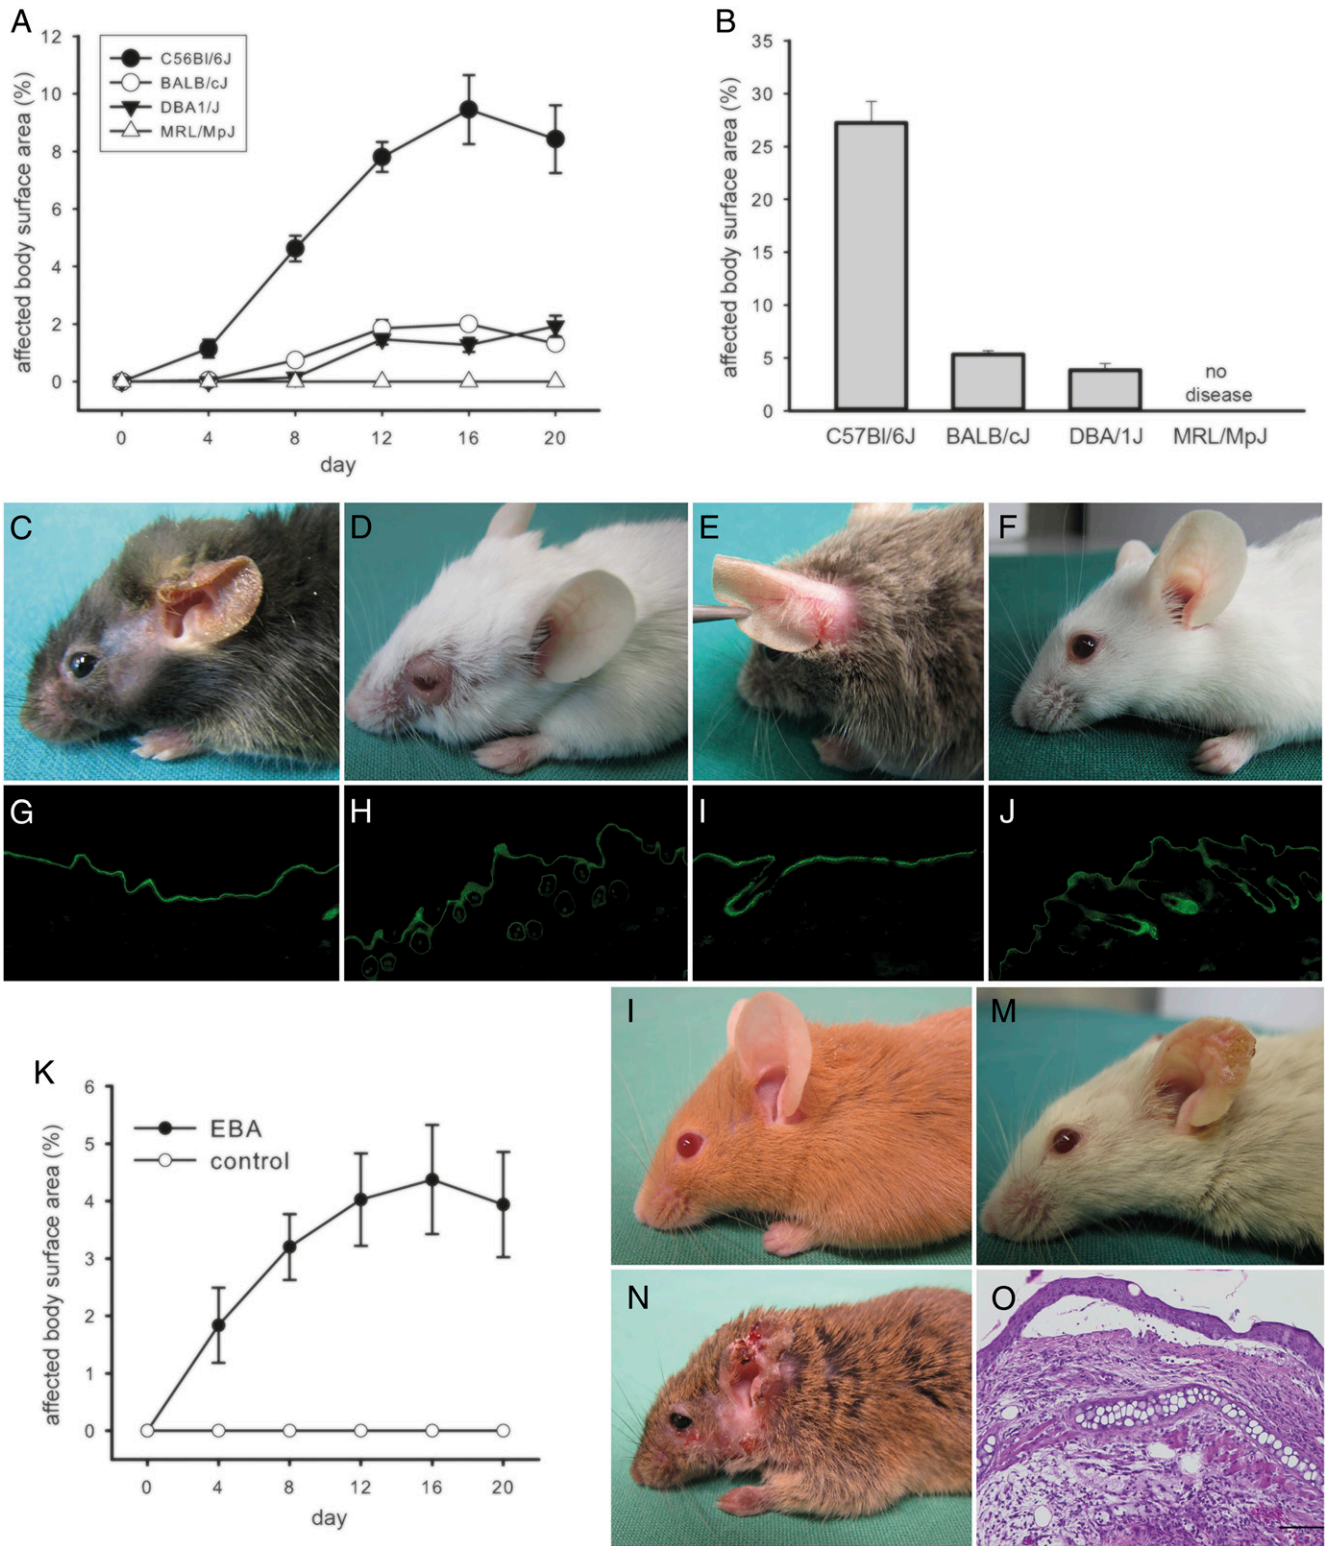 A
affected body surface area (%)
12
10
8
6
4
2
0
C56Bl/6J
BALB/cJ
DBA1/J
MRL/MpJ
0 4 8 12 16 20
day
B
affected body surface area (%)
35
30
25
20
15
10
5
0
no
disease
C57Bl/6J BALB/cJ DBA/1J MRL/MpJ
C D E F
G H I J
K
affected body surface area (%)
6
5
4
3
2
1
0
EBA
control
0 4 8 12 16 20
day
l M
N O